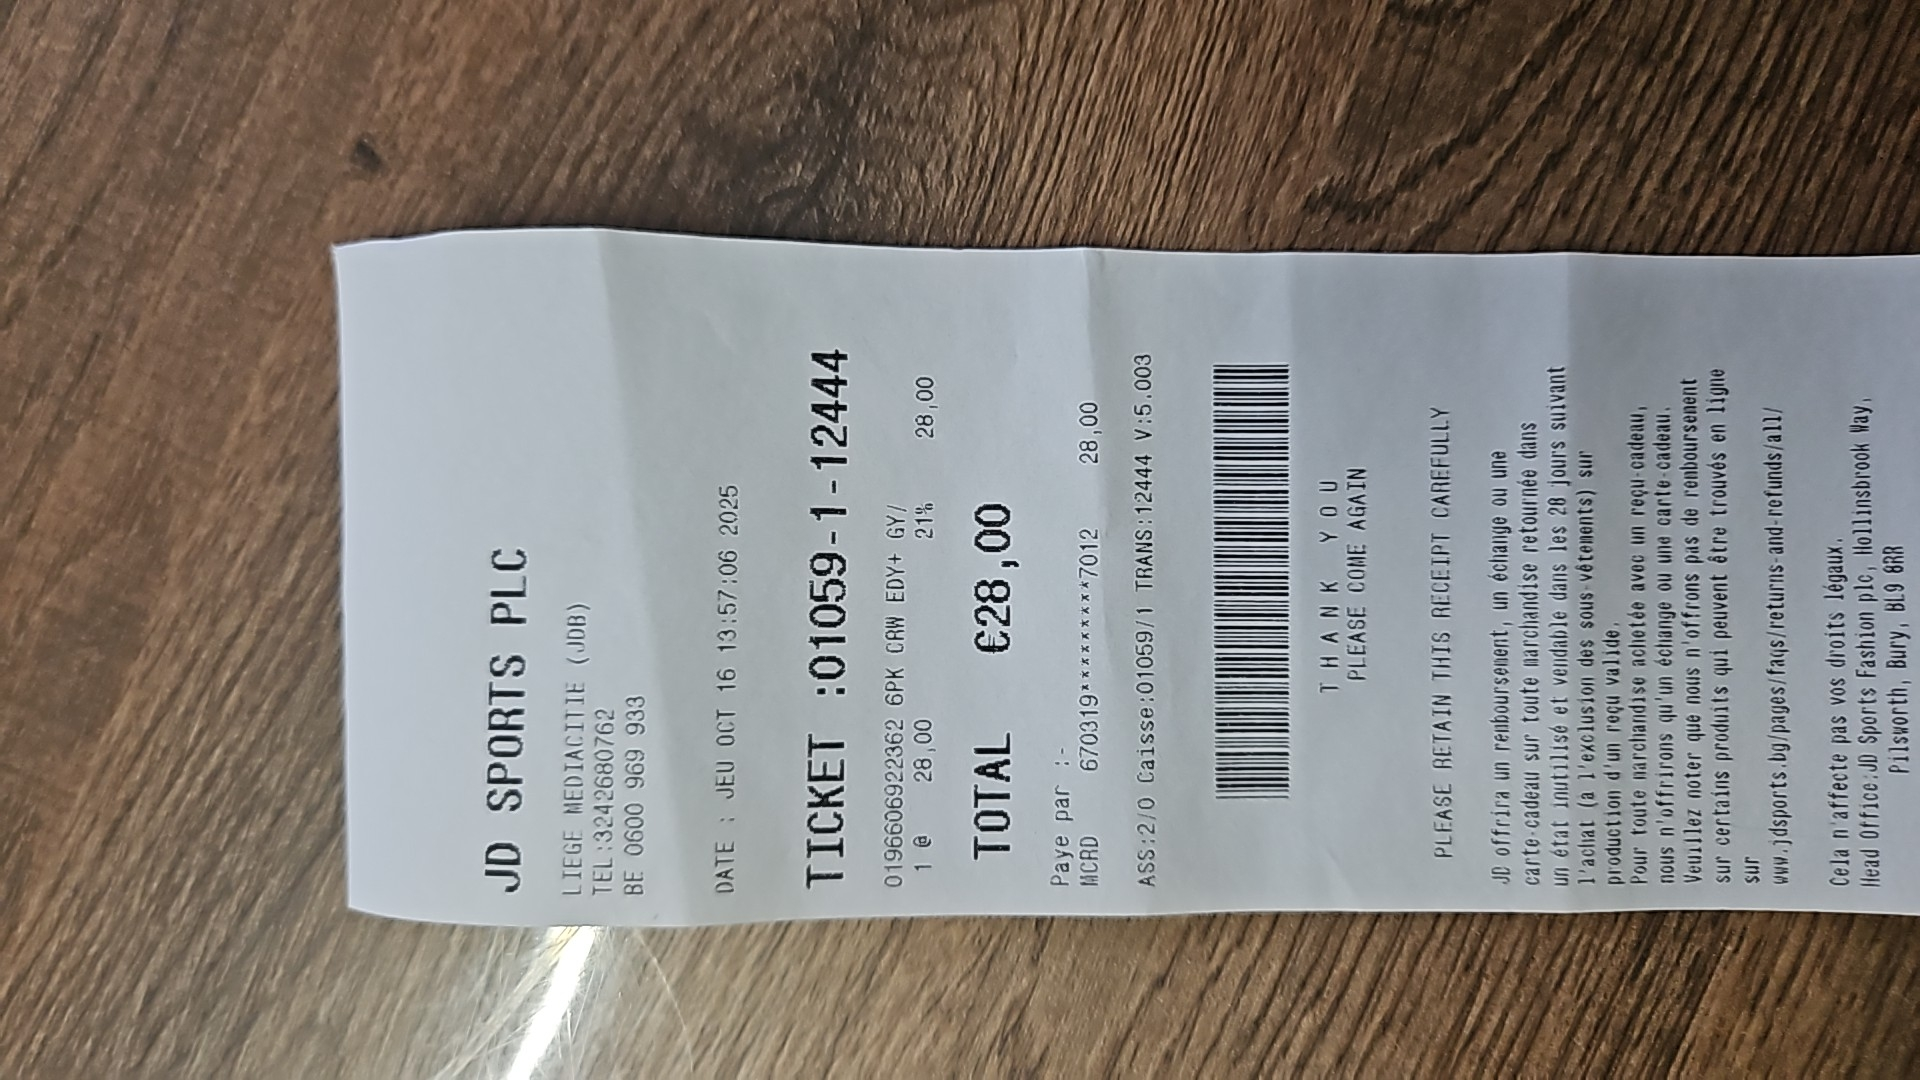 JD SPORTS PLC
LIEGE MEDIACITIE (JDB)
TEL:3242680762
BE 0600 969 933
DATE : JEU OCT 16 13:57:06 2025
TICKET :01059-1-12444
0196606922362 6PK CRW EDY+ GY/
1 @ 28,00 21% 28,00
TOTAL €28,00
Paye par :-
MCRD 670319*********7012 28,00
ASS:2/0 Caisse:01059/1 TRANS:12444 V:5.003
T H A N K Y O U
PLEASE COME AGAIN
PLEASE RETAIN THIS RECEIPT CAREFULLY
JD offrira un remboursement, un échange ou une
carte-cadeau sur toute marchandise retournée dans
un état inutilisé et vendable dans les 28 jours suivant
l'achat (à l'exclusion des sous-vêtements) sur
production d'un reçu valide.
Pour toute marchandise achetée avec un reçu-cadeau,
nous n'offrirons qu'un échange ou une carte-cadeau.
Veuillez noter que nous n'offrons pas de remboursement
sur certains produits qui peuvent être trouvés en ligne
sur
www.jdsports.bg/pages/faqs/returns-and-refunds/all/
Cela n'affecte pas vos droits légaux.
Head Office:JD Sports Fashion plc, Hollinsbrook Way,
Pilsworth, Bury, BL9 8RR